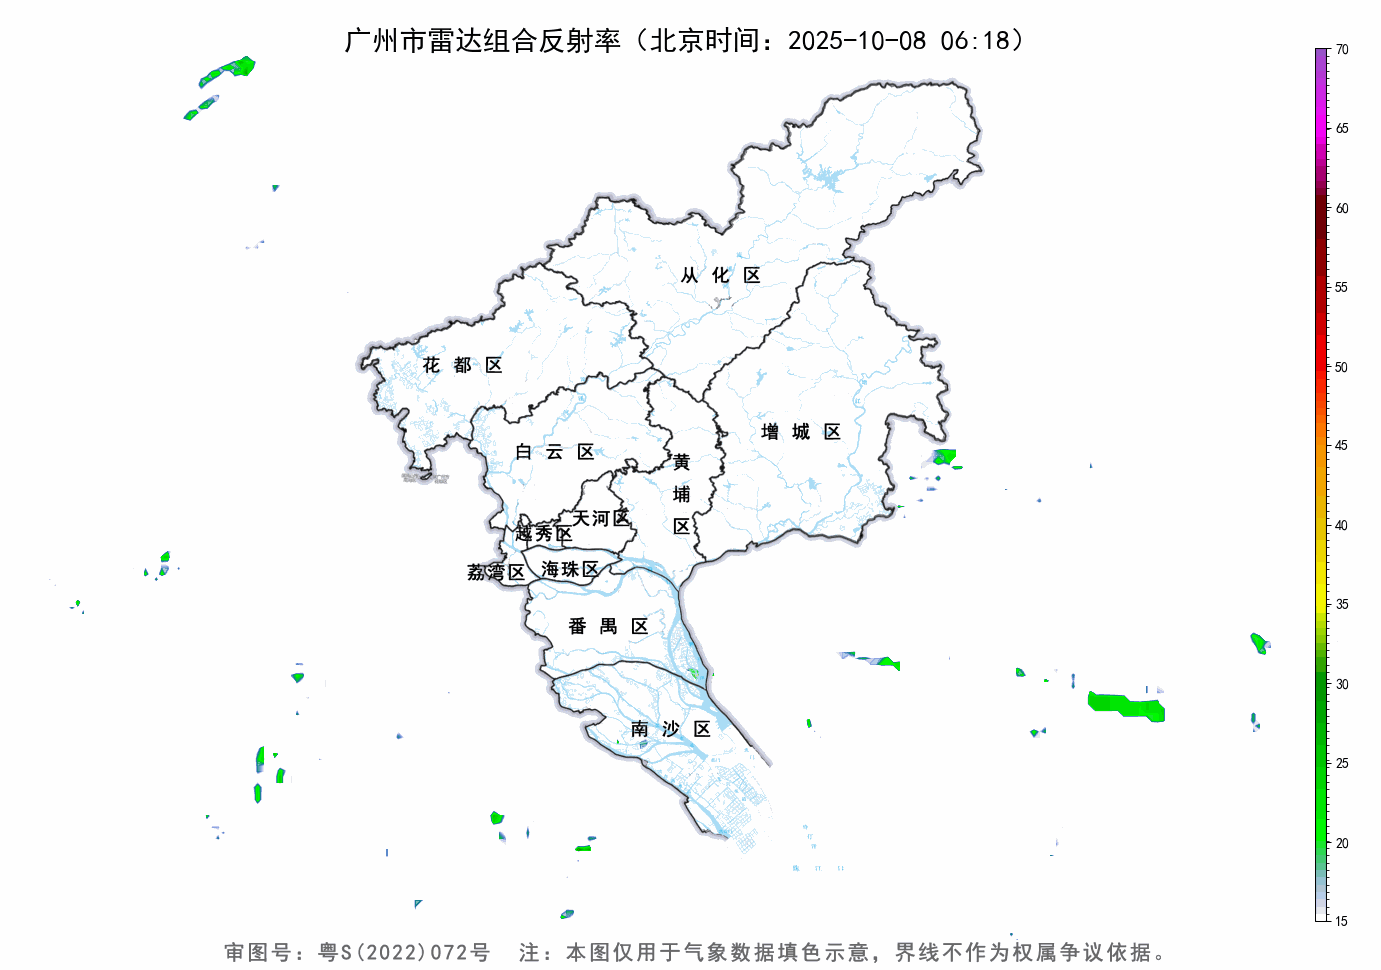 广州市雷达组合反射率（北京时间：2025-10-08 06:18）
70
65
60
55
50
45
40
35
30
25
20
15
从化区
花都区
增城区
白云区
黄埔区
天河区
越秀区
荔湾区
海珠区
番禺区
南沙区
审图号：粤S(2022)072号 注：本图仅用于气象数据填色示意，界线不作为权属争议依据。